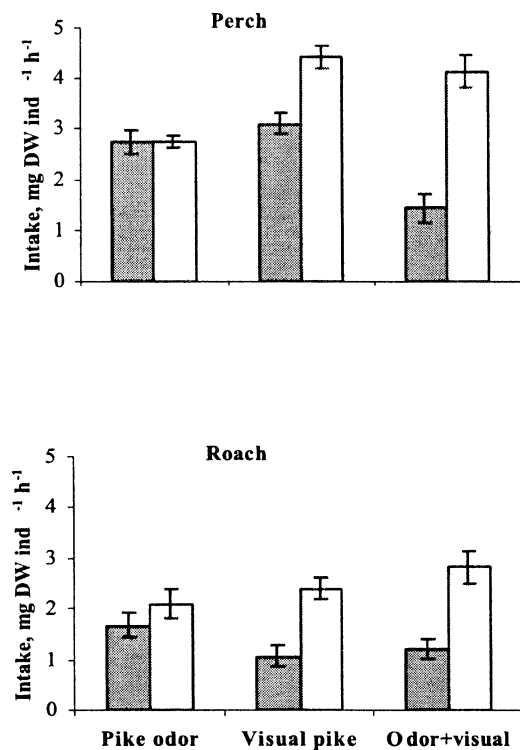 Perch
Intake, mg DW ind -1 h-1
5
4
3
2
1
0
Roach
Intake, mg DW ind -1 h-1
5
4
3
2
1
0
Pike odor Visual pike Odor+visual